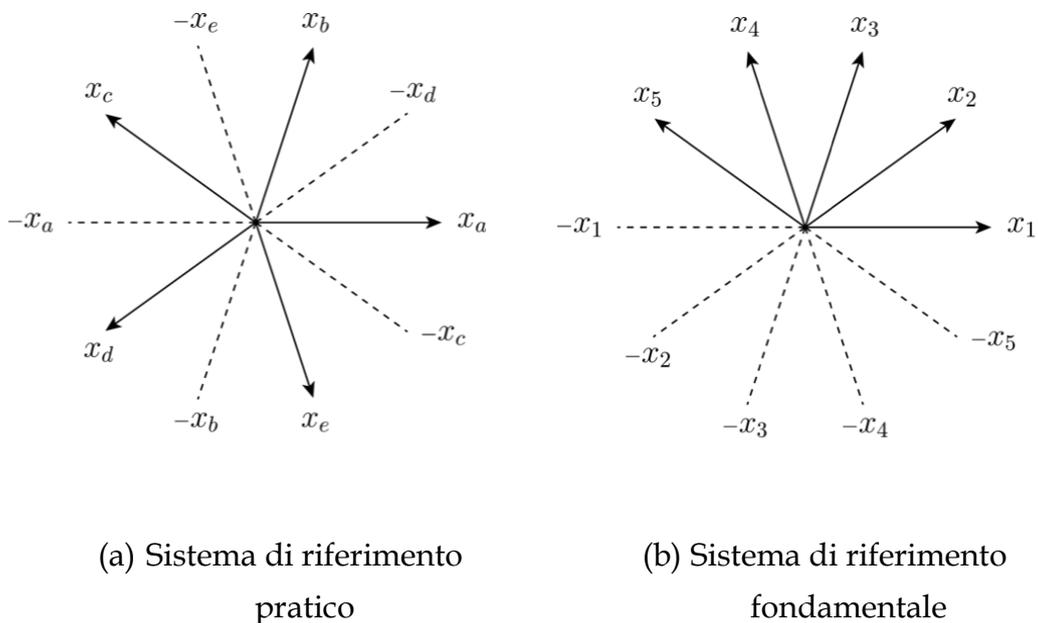 –x_e
x_b
x_c
–x_d
–x_a
x_a
x_d
–x_c
–x_b
x_e
(a) Sistema di riferimento
pratico
x_4
x_3
x_5
x_2
–x_1
x_1
–x_2
–x_5
–x_3
–x_4
(b) Sistema di riferimento
fondamentale